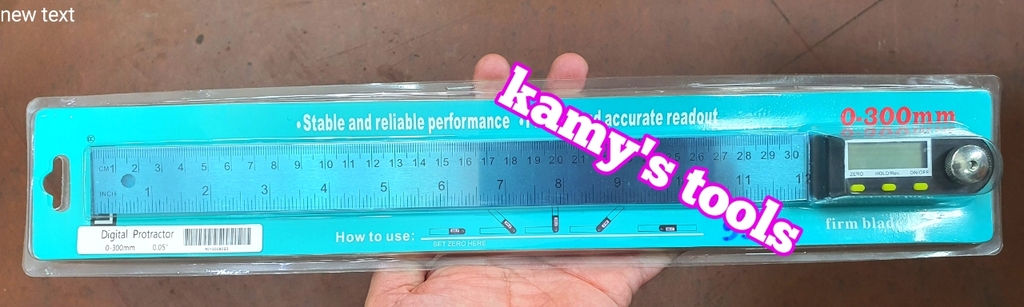 new text
•Stable and reliable performance
and accurate readout
0-300mm
kamy's tools
CM 1 2 3 4 5 6 7 8 9 10 11 12 13 14 15 16 17 18 19 20 21 27 28 29 30
INCH 1 2 3 4 5 6 7 8 9 11
ZERO HOLD/Rec. ON/OFF
Digital Protractor
0-300mm 0.05°
How to use:
SET ZERO HERE
firm